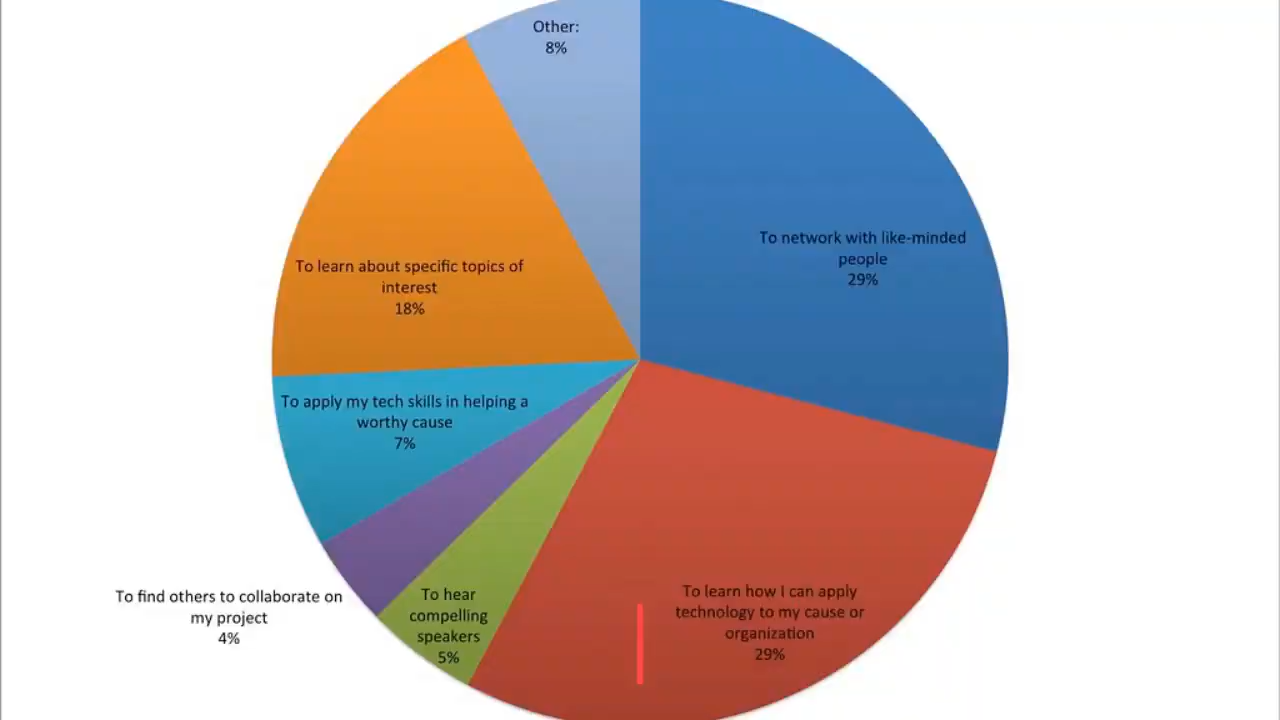 Other:
8%
To network with like-minded
people
29%
To learn about specific topics of
interest
18%
To apply my tech skills in helping a
worthy cause
7%
To find others to collaborate on
my project
4%
To hear
compelling
speakers
5%
To learn how I can apply
technology to my cause or
organization
29%